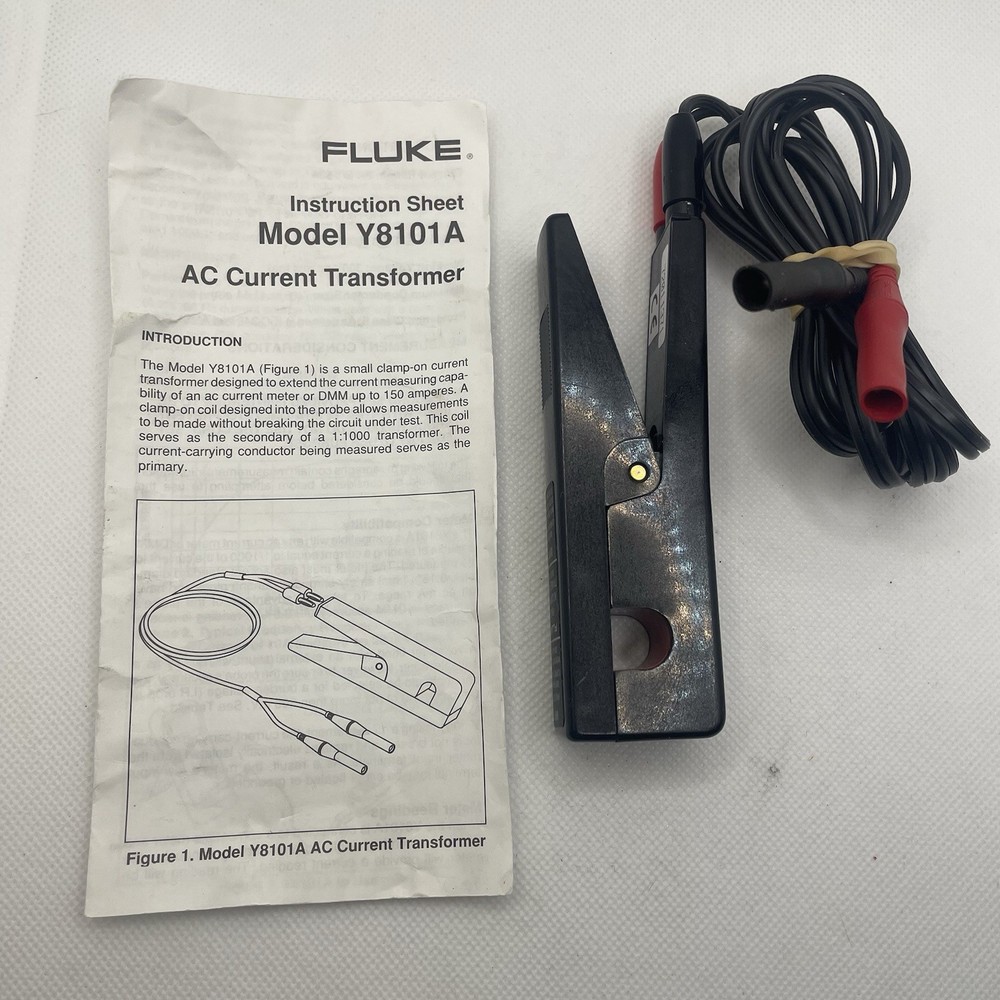 FLUKE®
Instruction Sheet
Model Y8101A
AC Current Transformer
INTRODUCTION
The Model Y8101A (Figure 1) is a small clamp-on current
transformer designed to extend the current measuring capa-
bility of an ac current meter or DMM up to 150 amperes. A
clamp-on coil designed into the probe allows measurements
to be made without breaking the circuit under test. This coil
serves as the secondary of a 1:1000 transformer. The
current-carrying conductor being measured serves as the
primary.
Figure 1. Model Y8101A AC Current Transformer
CE